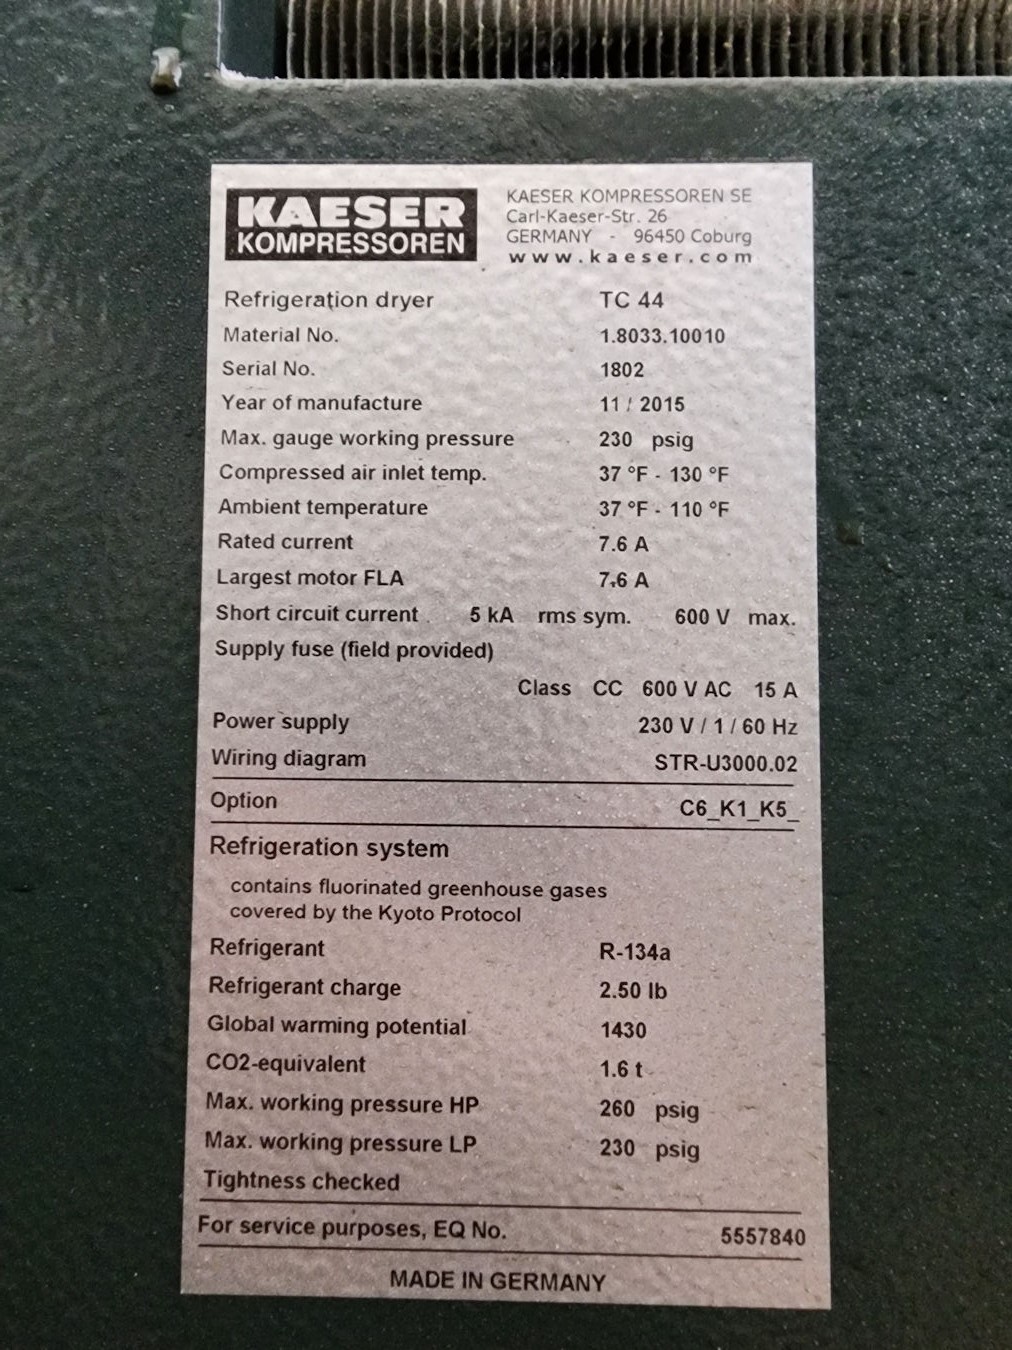 KAESER
KOMPRESSOREN
KAESER KOMPRESSOREN SE
Carl-Kaeser-Str. 26
GERMANY - 96450 Coburg
www.kaeser.com
Refrigeration dryer TC 44
Material No. 1.8033.10010
Serial No. 1802
Year of manufacture 11 / 2015
Max. gauge working pressure 230 psig
Compressed air inlet temp. 37 °F - 130 °F
Ambient temperature 37 °F - 110 °F
Rated current 7.6 A
Largest motor FLA 7.6 A
Short circuit current 5 kA rms sym. 600 V max.
Supply fuse (field provided)
Class CC 600 V AC 15 A
Power supply 230 V / 1 / 60 Hz
Wiring diagram STR-U3000.02
Option C6_K1_K5_
Refrigeration system
contains fluorinated greenhouse gases
covered by the Kyoto Protocol
Refrigerant R-134a
Refrigerant charge 2.50 lb
Global warming potential 1430
CO2-equivalent 1.6 t
Max. working pressure HP 260 psig
Max. working pressure LP 230 psig
Tightness checked
For service purposes, EQ No. 5557840
MADE IN GERMANY